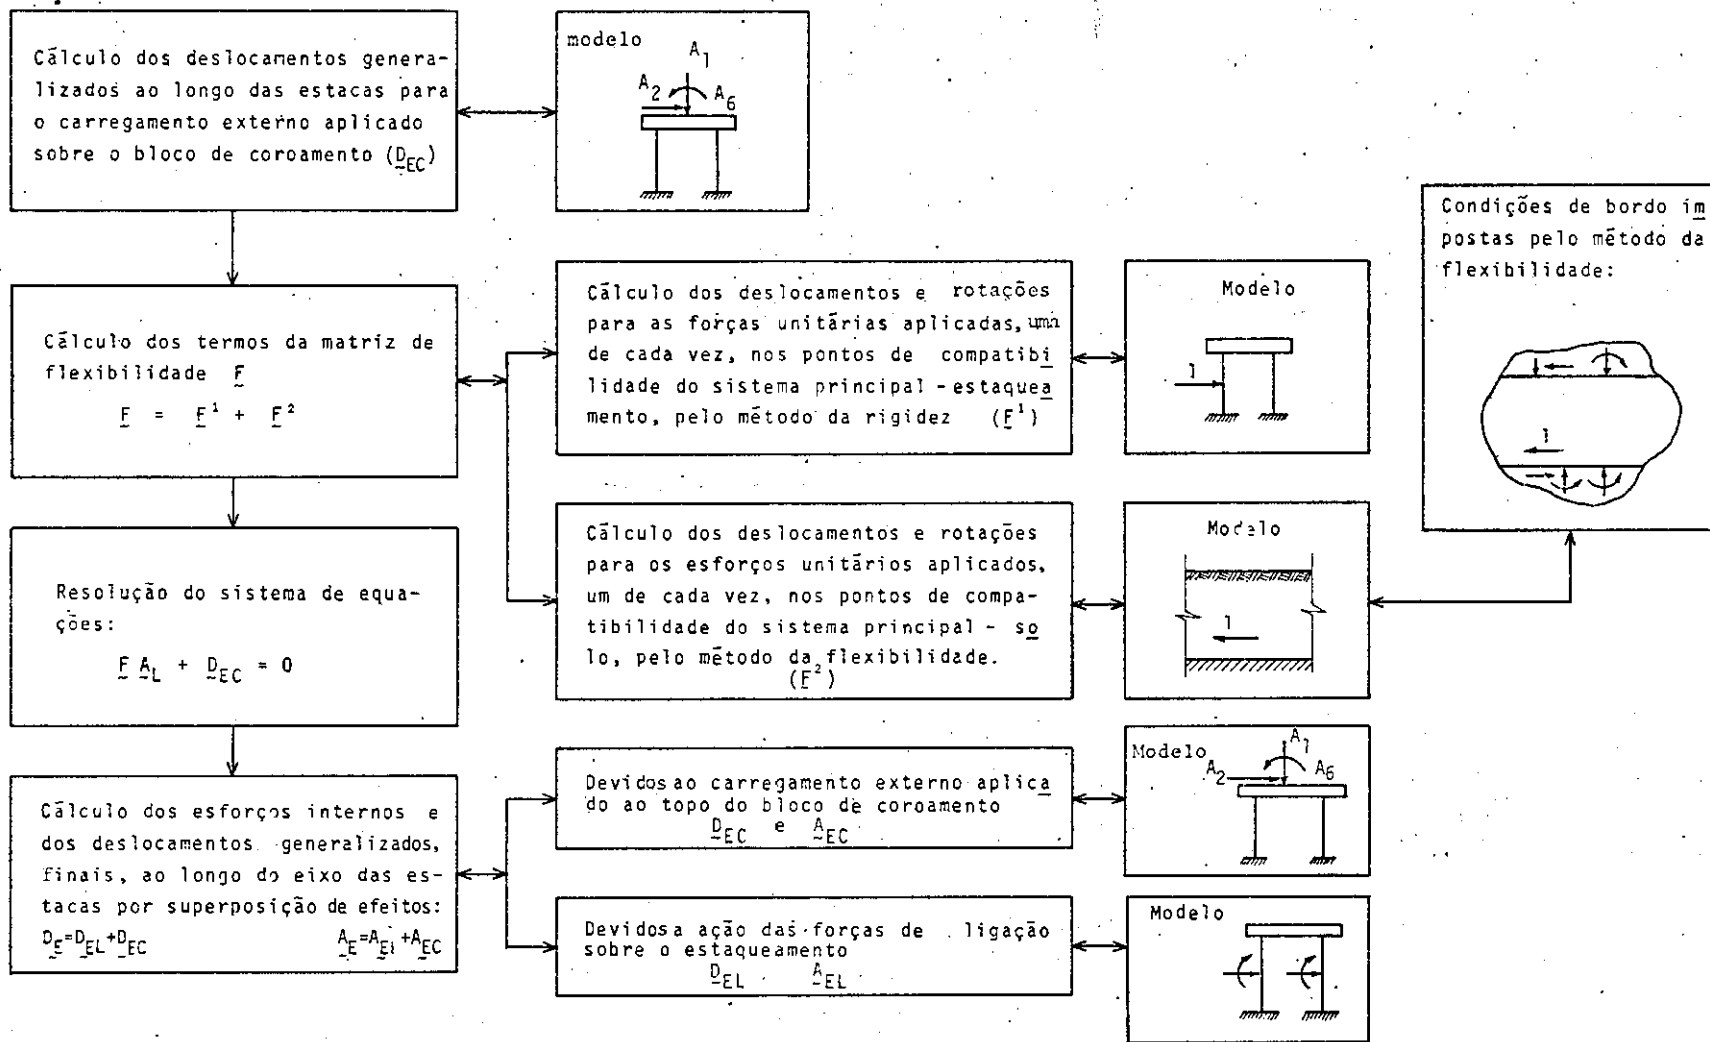 Cálculo dos deslocamentos genera-
lizados ao longo das estacas para
o carregamento externo aplicado
sobre o bloco de coroamento (D_EC)
modelo
A_1
A_2
A_6
Condições de bordo im
postas pelo método da
flexibilidade:
1
Cálculo dos termos da matriz de
flexibilidade F
F = F¹ + F²
Cálculo dos deslocamentos e rotações
para as forças unitárias aplicadas, uma
de cada vez, nos pontos de compatibi
lidade do sistema principal - estaquea
mento, pelo método da rigidez (F¹)
Modelo
1
Cálculo dos deslocamentos e rotações
para os esforços unitários aplicados,
um de cada vez, nos pontos de compa-
tibilidade do sistema principal - so
lo, pelo método da flexibilidade.
(F²)
Modelo
1
Resolução do sistema de equa-
ções:
F A_L + D_EC = 0
Cálculo dos esforços internos e
dos deslocamentos generalizados,
finais, ao longo do eixo das es-
tacas por superposição de efeitos:
D_E=D_EL+D_EC A_E=A_EL+A_EC
Devidos ao carregamento externo aplica
do ao topo do bloco de coroamento
D_EC e A_EC
Modelo
A_1
A_2
A_6
Devidos a ação das forças de ligação
sobre o estaqueamento
D_EL A_EL
Modelo